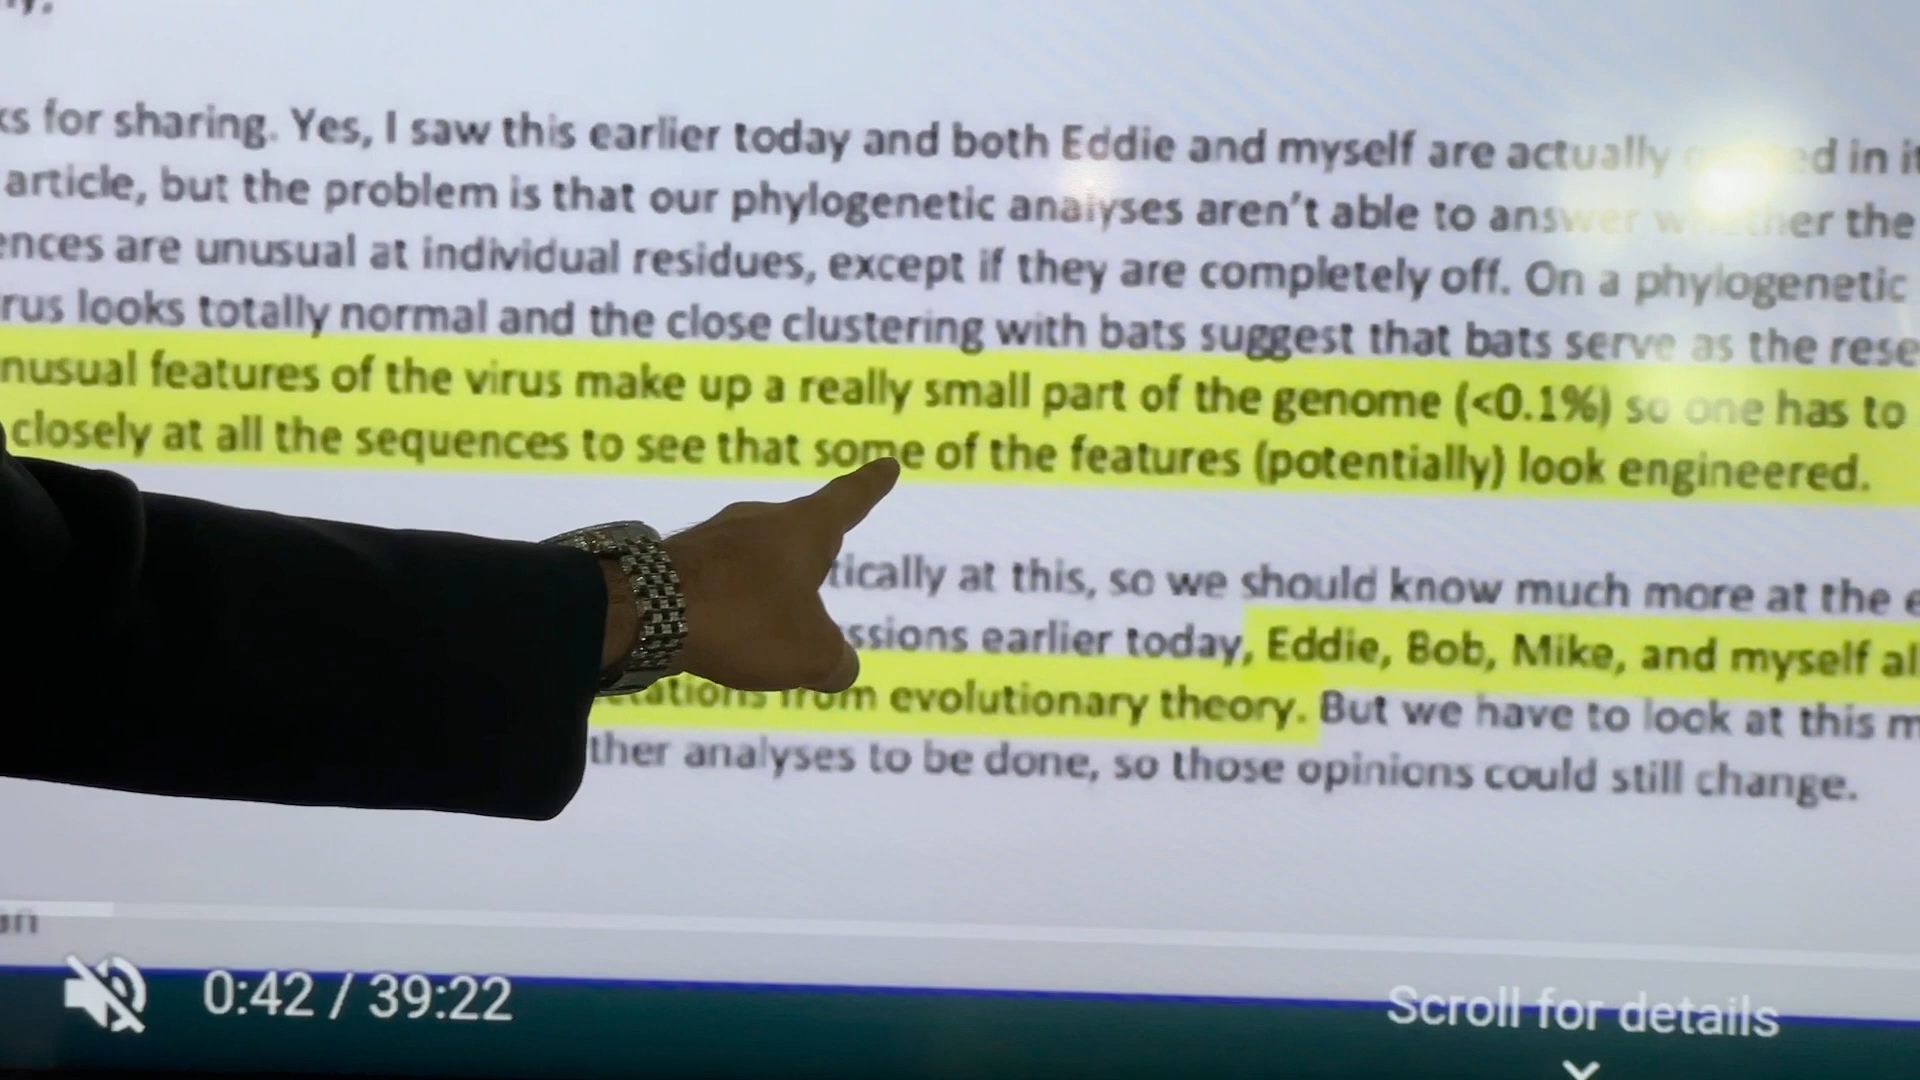 ks for sharing. Yes, I saw this earlier today and both Eddie and myself are actually d in it
article, but the problem is that our phylogenetic analyses aren't able to answer the
ences are unusual at individual residues, except if they are completely off. On a phylogenetic
rus looks totally normal and the close clustering with bats suggest that bats serve as the rese
nusual features of the virus make up a really small part of the genome (<0.1%) so one has to
closely at all the sequences to see that some of the features (potentially) look engineered.
tically at this, so we should know much more at the e
ssions earlier today, Eddie, Bob, Mike, and myself al
ations from evolutionary theory. But we have to look at this m
ther analyses to be done, so those opinions could still change.
0:42 / 39:22
Scroll for details